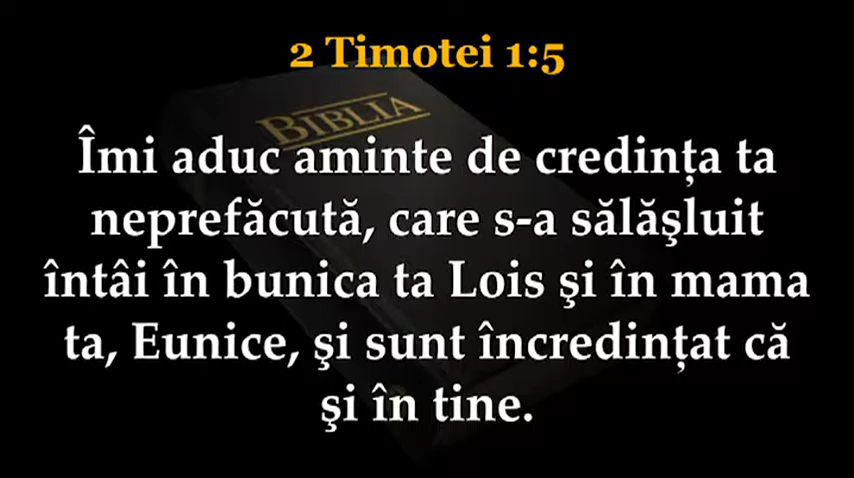 2 Timotei 1:5
BIBLIA
Îmi aduc aminte de credința ta
neprefăcută, care s-a sălăşluit
întâi în bunica ta Lois şi în mama
ta, Eunice, şi sunt încredințat că
şi în tine.